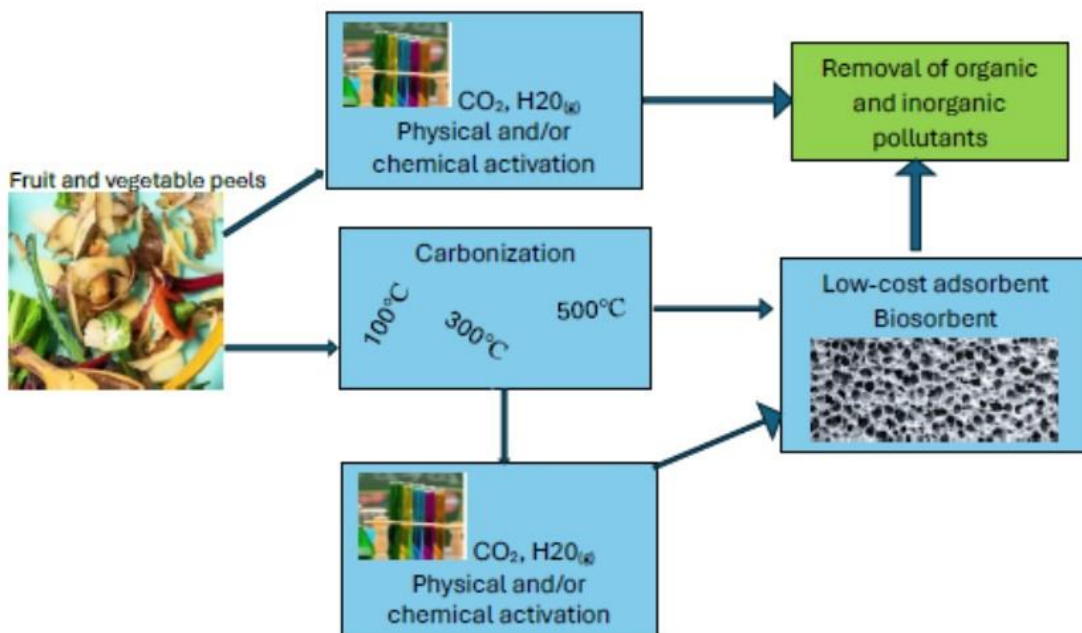 CO₂, H20₍g₎
Physical and/or
chemical activation
Removal of organic
and inorganic
pollutants
Fruit and vegetable peels
Carbonization
100℃
300℃
500℃
Low-cost adsorbent
Biosorbent
CO₂, H20₍g₎
Physical and/or
chemical activation